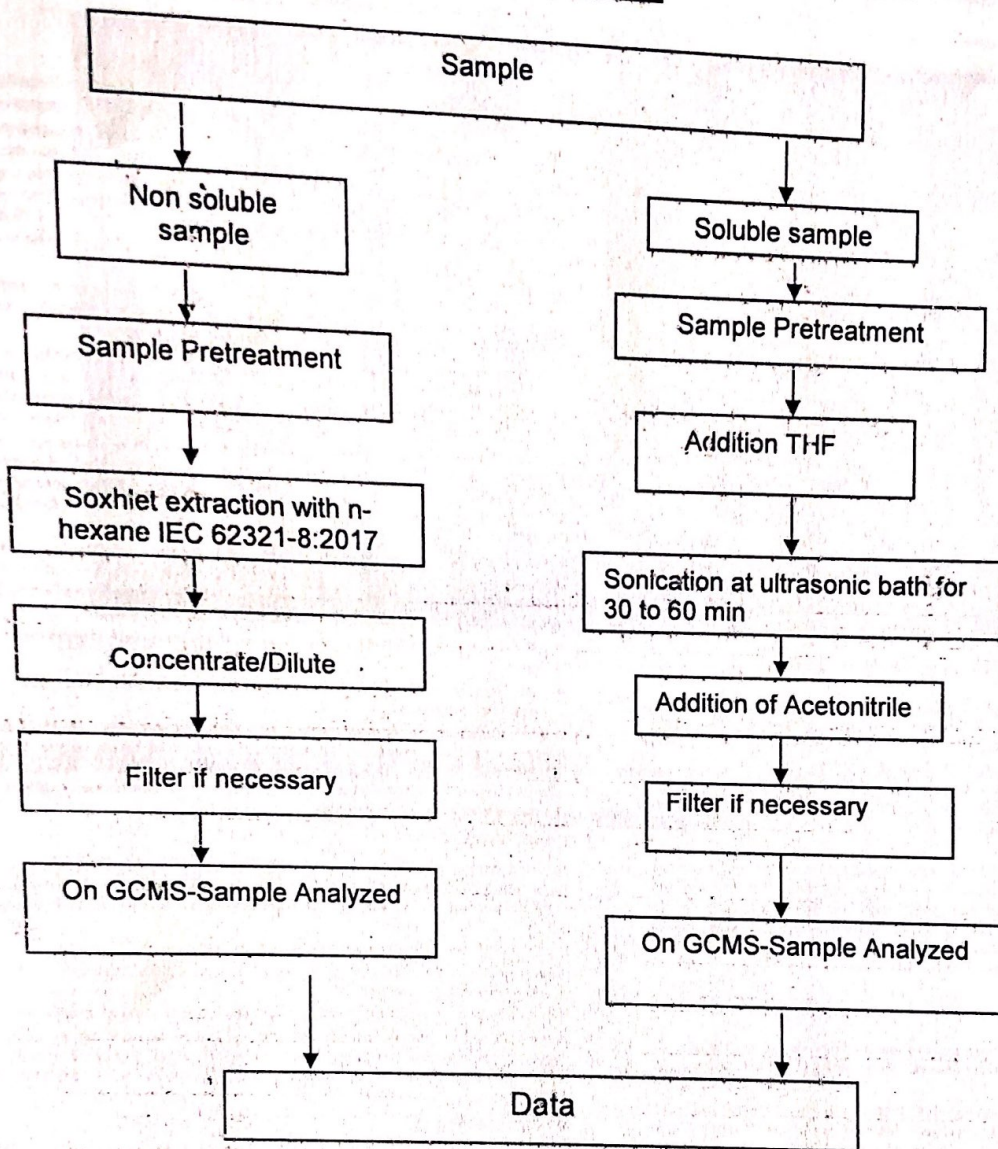 Sample
Non soluble
sample
Sample Pretreatment
Soxhlet extraction with n-
hexane IEC 62321-8:2017
Concentrate/Dilute
Filter if necessary
On GCMS-Sample Analyzed
Soluble sample
Sample Pretreatment
Addition THF
Sonication at ultrasonic bath for
30 to 60 min
Addition of Acetonitrile
Filter if necessary
On GCMS-Sample Analyzed
Data